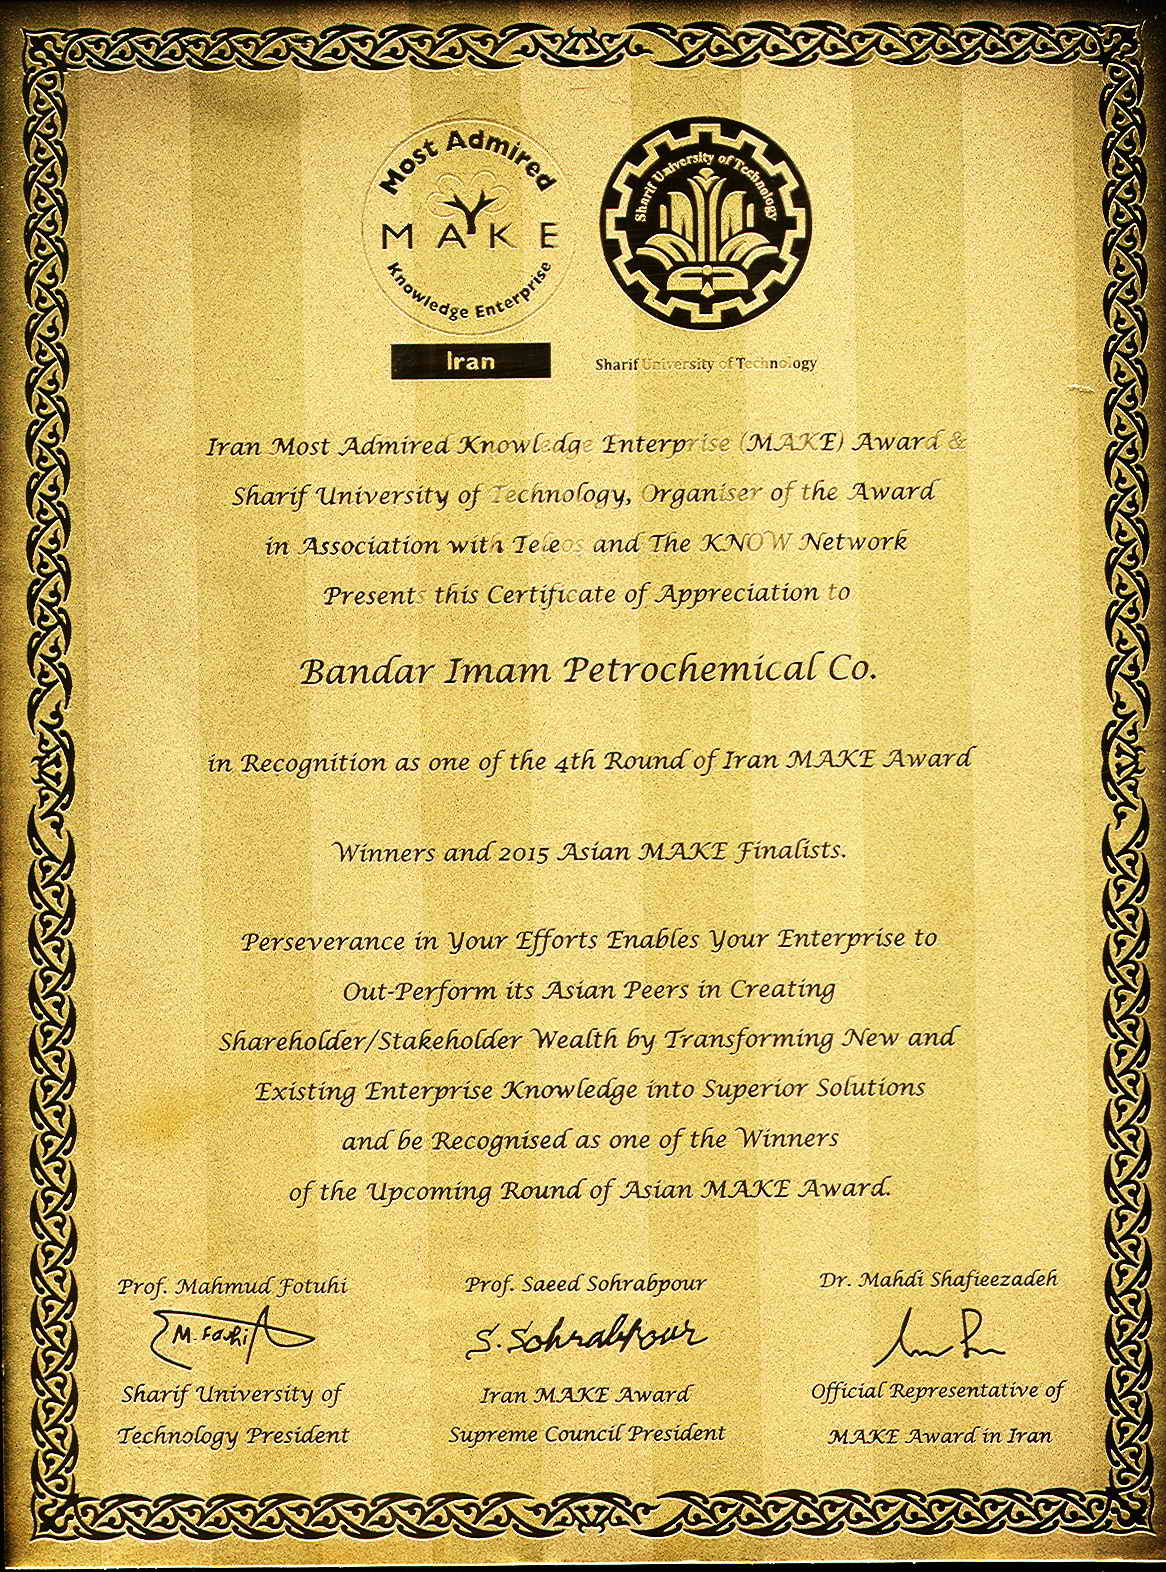 Most Admired
MAKE
Knowledge Enterprise
Iran
Sharif University of Technology
Sharif University of Technology
Iran Most Admired Knowledge Enterprise (MAKE) Award &
Sharif University of Technology, Organiser of the Award
in Association with Teleos and The KNOW Network
Presents this Certificate of Appreciation to
Bandar Imam Petrochemical Co.
in Recognition as one of the 4th Round of Iran MAKE Award
Winners and 2015 Asian MAKE Finalists.
Perseverance in Your Efforts Enables Your Enterprise to
Out-Perform its Asian Peers in Creating
Shareholder/Stakeholder Wealth by Transforming New and
Existing Enterprise Knowledge into Superior Solutions
and be Recognised as one of the Winners
of the Upcoming Round of Asian MAKE Award.
Prof. Mahmud Fotuhi
M. Fotuhi
Sharif University of
Technology President
Prof. Saeed Sohrabpour
S. Sohrabpour
Iran MAKE Award
Supreme Council President
Dr. Mahdi Shafieezadeh
Official Representative of
MAKE Award in Iran